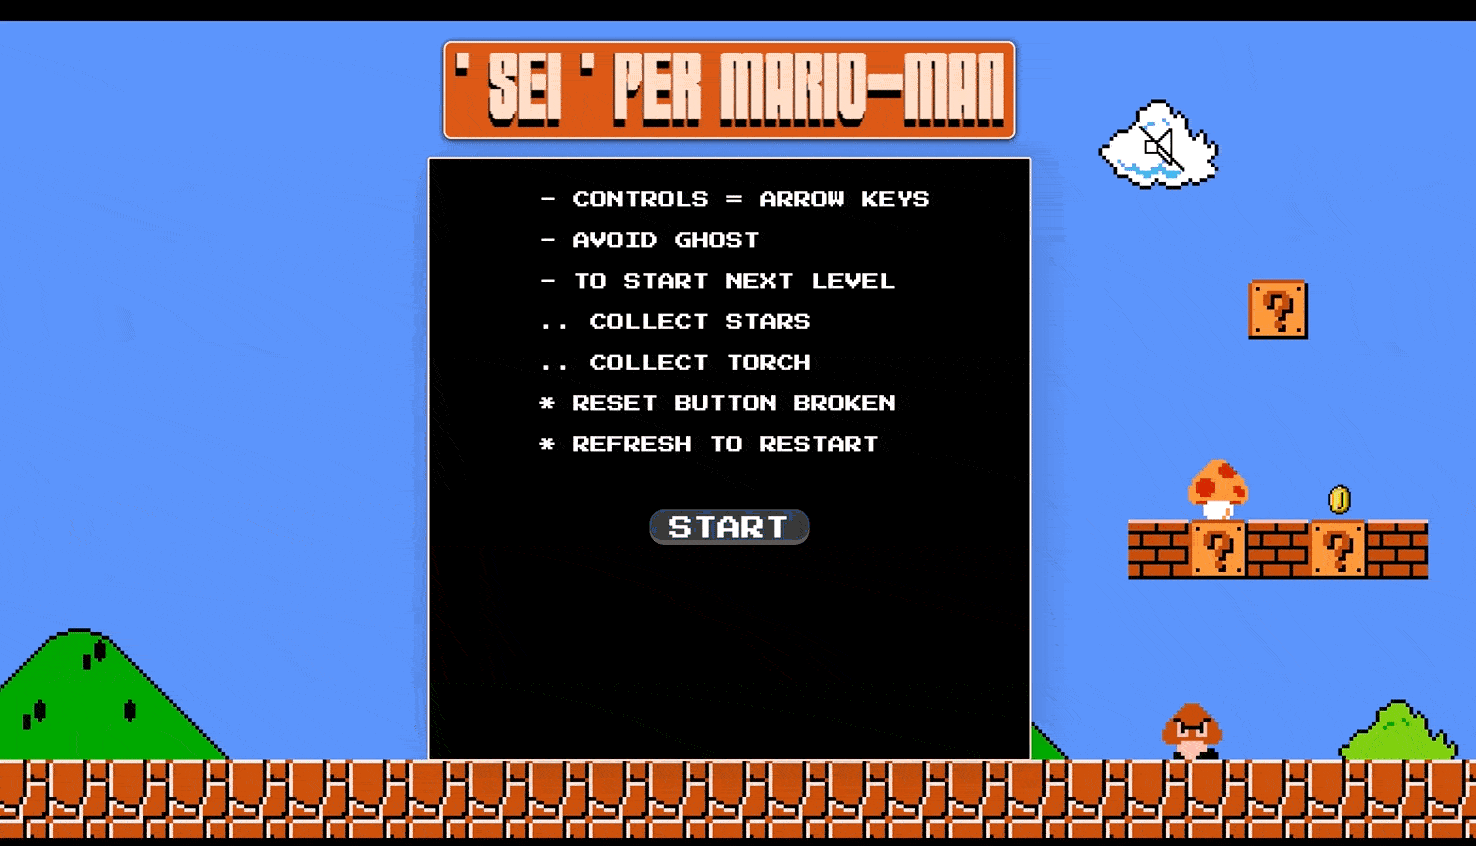 ' SEI ' PER MARIO-MAN
- CONTROLS = ARROW KEYS
- AVOID GHOST
- TO START NEXT LEVEL
.. COLLECT STARS
.. COLLECT TORCH
* RESET BUTTON BROKEN
* REFRESH TO RESTART
START
?
? ?